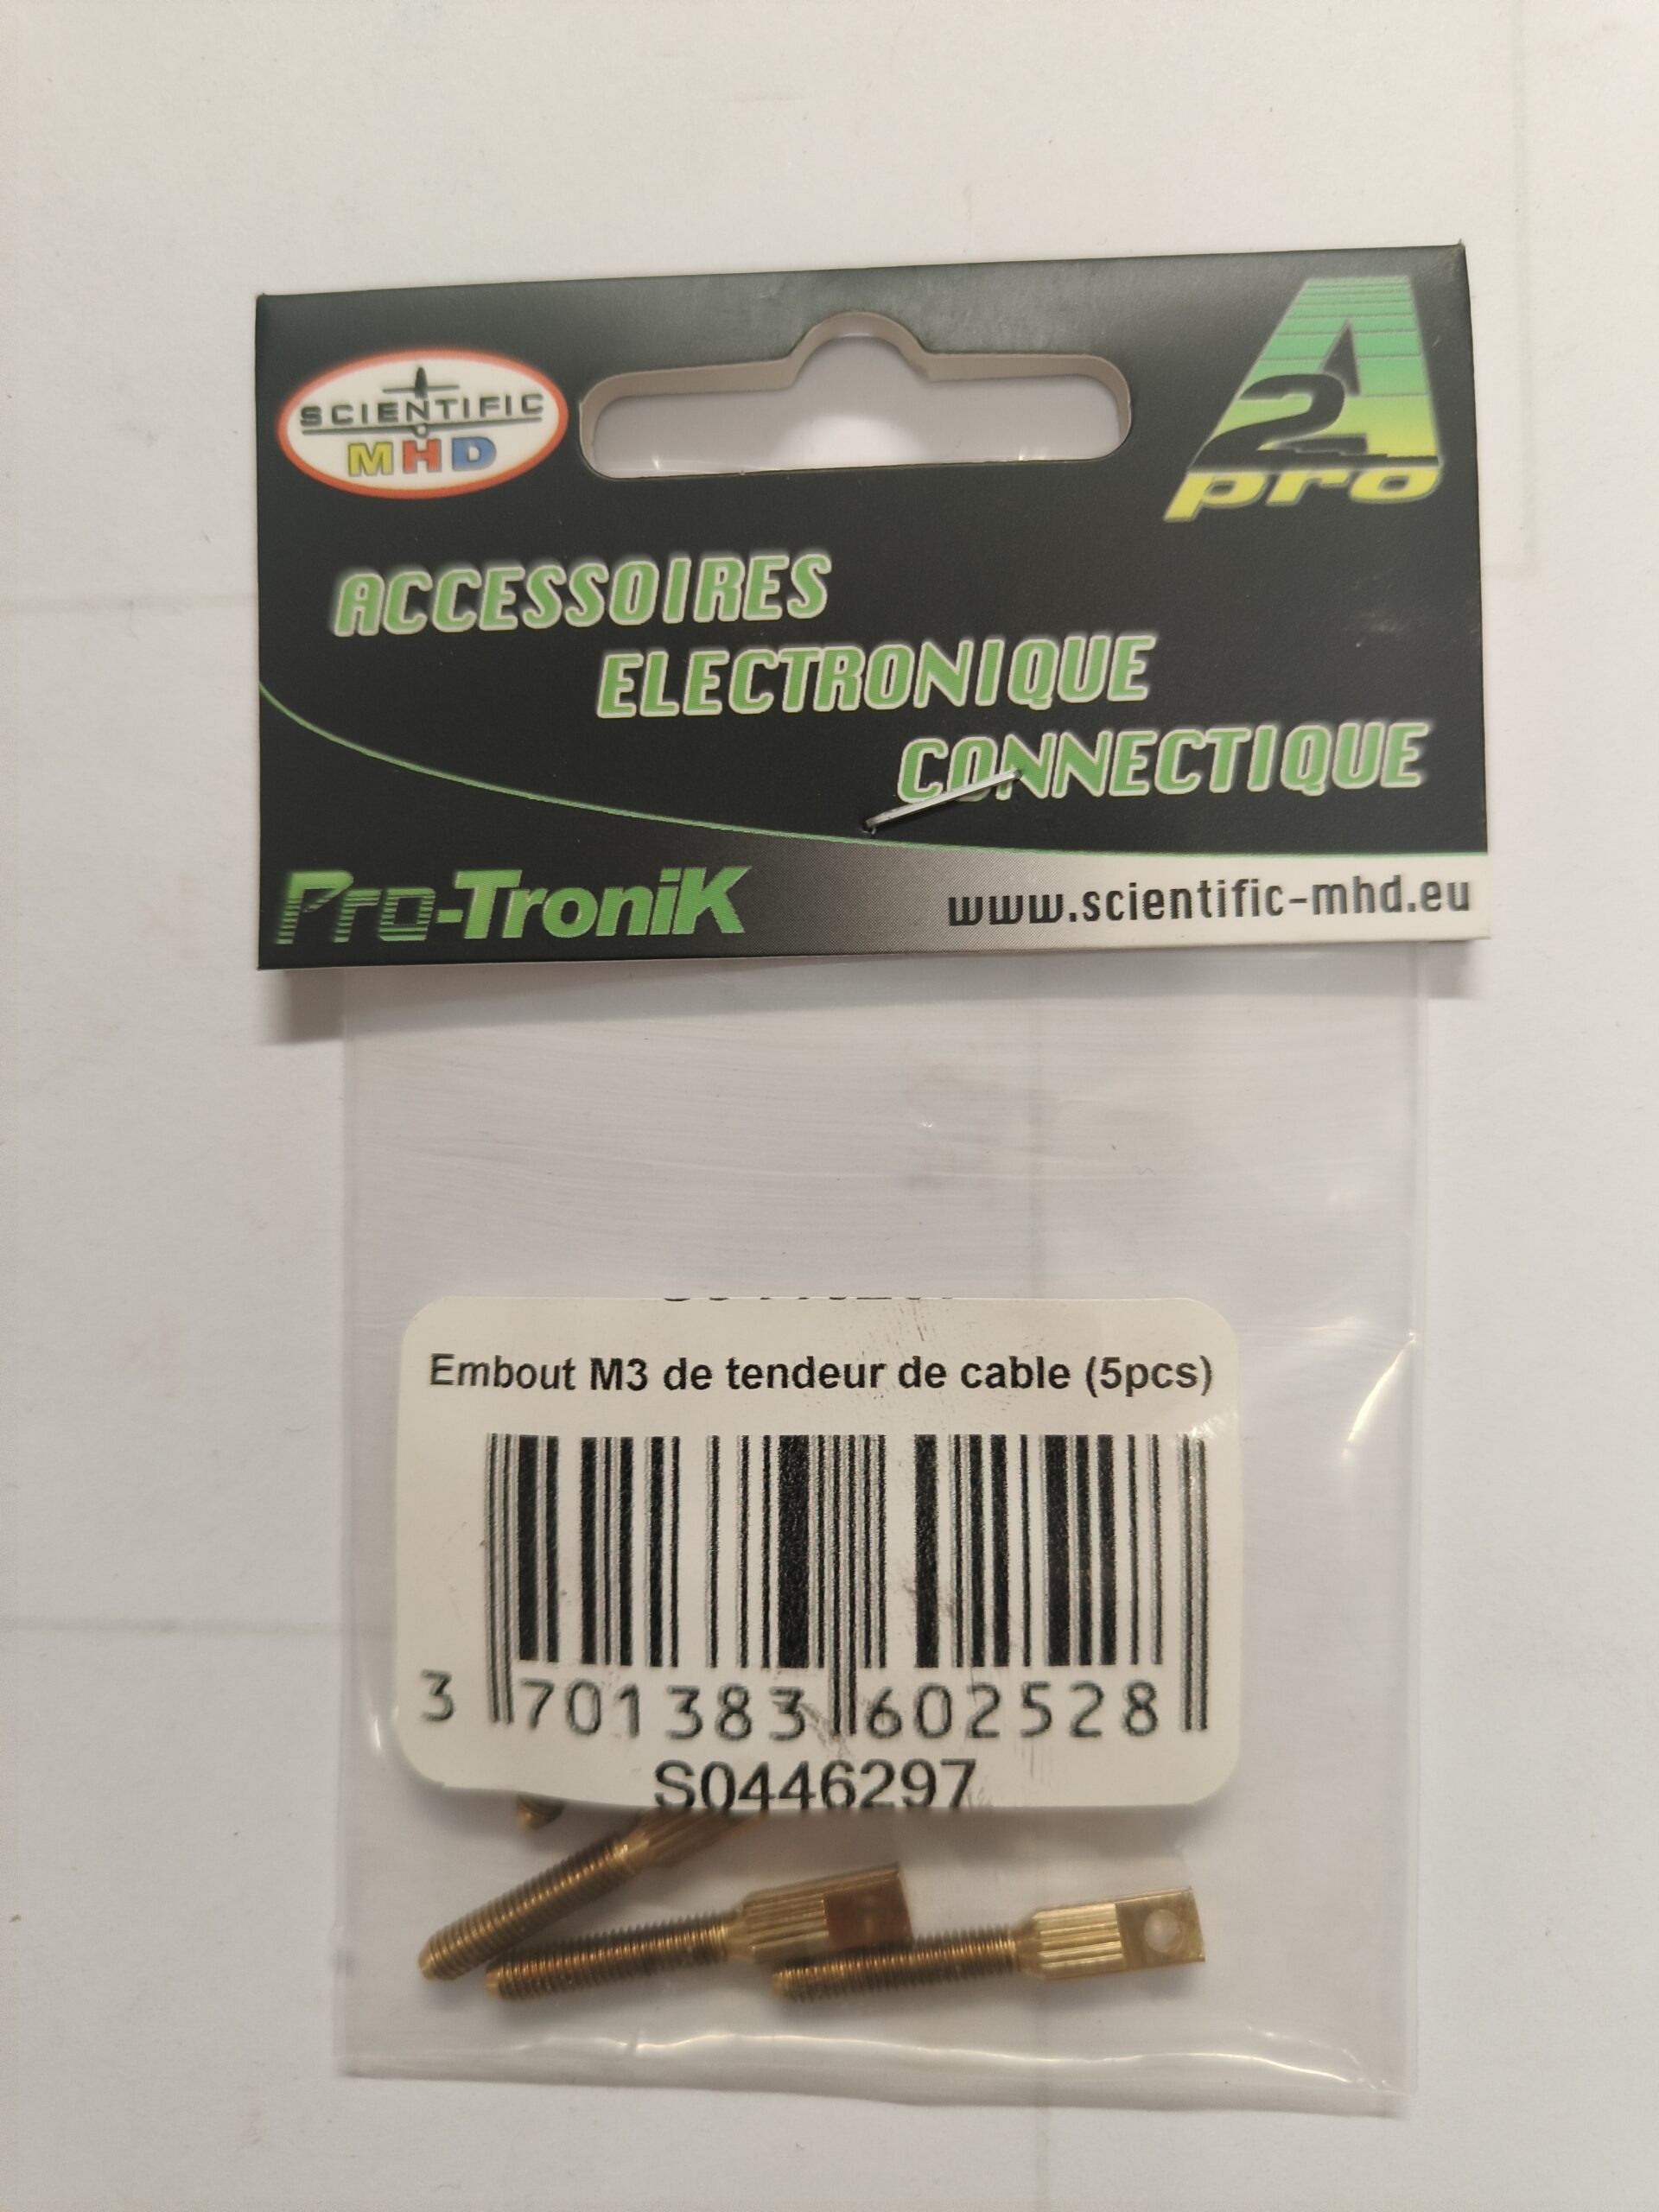 SCIENTIFIC
MHD
A2
pro
ACCESSOIRES
ELECTRONIQUE
CONNECTIQUE
Pro-TroniK
www.scientific-mhd.eu
Embout M3 de tendeur de cable (5pcs)
3 701383 602528
S0446297